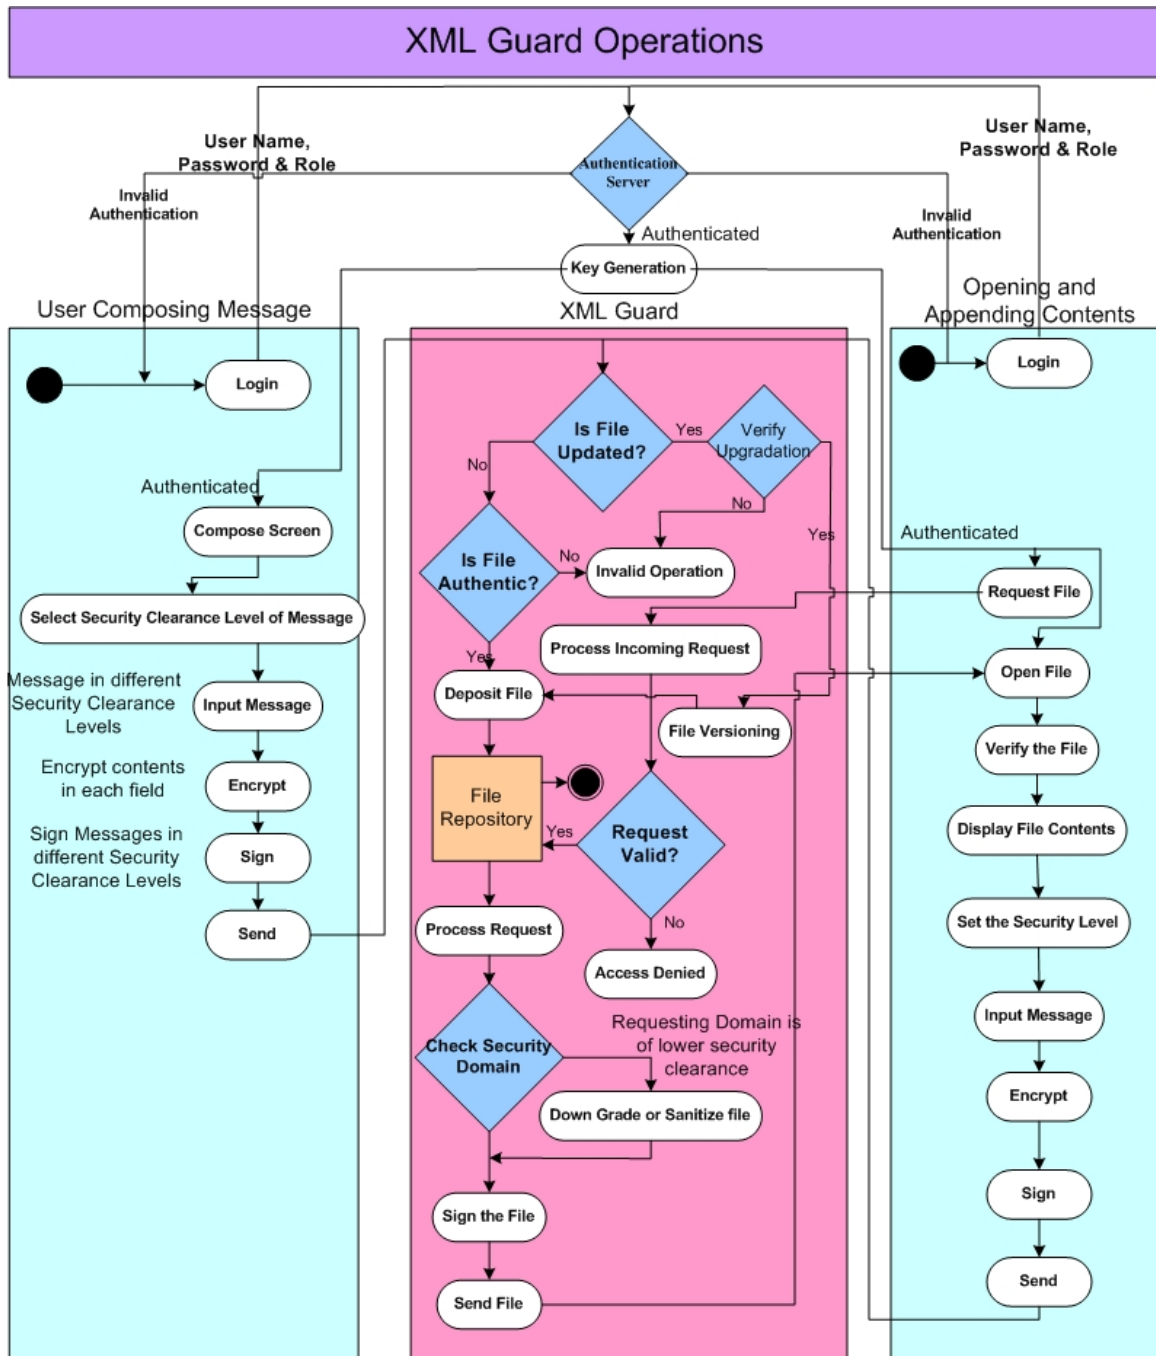 XML Guard Operations
User Name,
Password & Role
User Name,
Password & Role
Authentication
Server
Invalid
Authentication
Invalid
Authentication
Authenticated
Key Generation
User Composing Message
XML Guard
Opening and
Appending Contents
Login
Login
Is File
Updated?
Yes
Verify
Upgradation
No
No
Yes
Authenticated
Compose Screen
Authenticated
Is File
Authentic?
No
Invalid Operation
Request File
Select Security Clearance Level of Message
Process Incoming Request
Yes
Open File
Message in different
Security Clearance
Levels
Input Message
Deposit File
File Versioning
Verify the File
Encrypt contents
in each field
Encrypt
File
Repository
Yes
Request
Valid?
Display File Contents
Sign Messages in
different Security
Clearance Levels
Sign
Send
Process Request
No
Set the Security Level
Access Denied
Input Message
Requesting Domain is
of lower security
clearance
Check Security
Domain
Down Grade or Sanitize file
Encrypt
Sign the File
Sign
Send File
Send